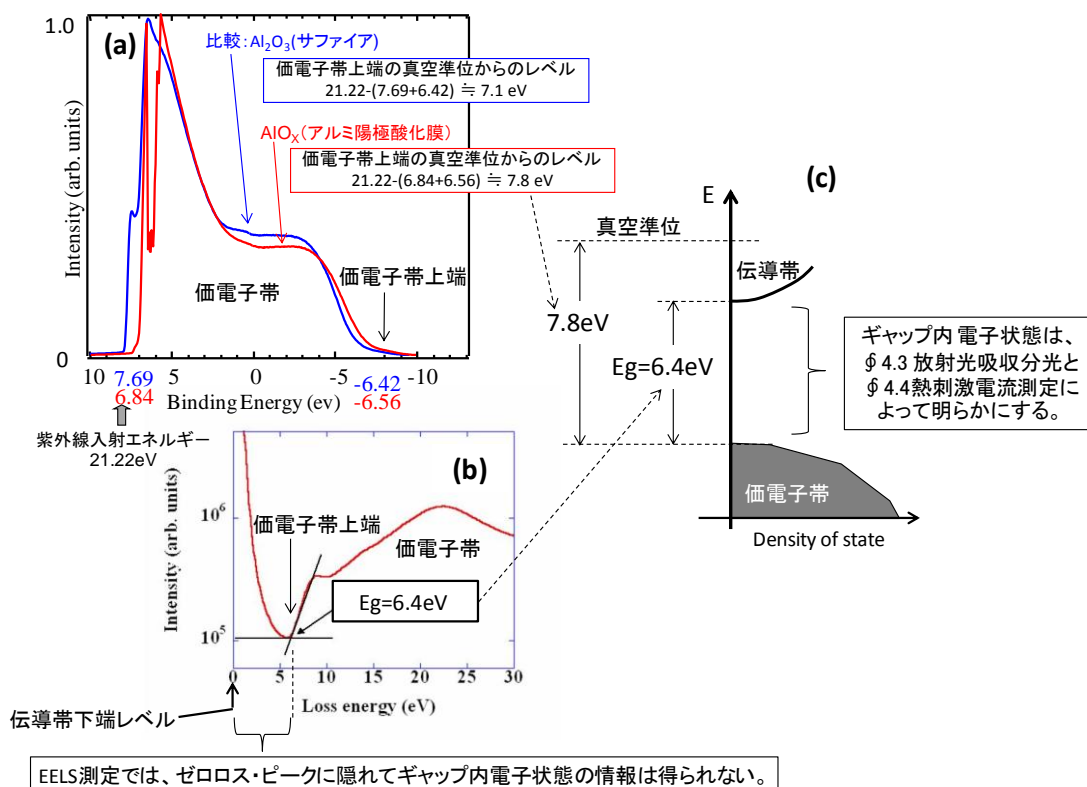 1.0
(a)
比較：Al2O3(サファイア)
価電子帯上端の真空準位からのレベル
21.22-(7.69+6.42) ≒ 7.1 eV
AlOX(アルミ陽極酸化膜)
価電子帯上端の真空準位からのレベル
21.22-(6.84+6.56) ≒ 7.8 eV
Intensity (arb. units)
価電子帯
価電子帯上端
0
10 5 0 -5 -10
7.69
6.84
-6.42
-6.56
Binding Energy (ev)
紫外線入射エネルギー
21.22eV
(b)
Intensity (arb. units)
10^6
10^5
価電子帯上端
価電子帯
Eg=6.4eV
0 5 10 15 20 25 30
Loss energy (eV)
伝導帯下端レベル
EELS測定では、ゼロロス・ピークに隠れてギャップ内電子状態の情報は得られない。
(c)
E
真空準位
伝導帯
7.8eV
Eg=6.4eV
ギャップ内 電子状態は、
§4.3 放射光吸収分光と
§4.4熱刺激電流測定に
よって明らかにする。
価電子帯
Density of state